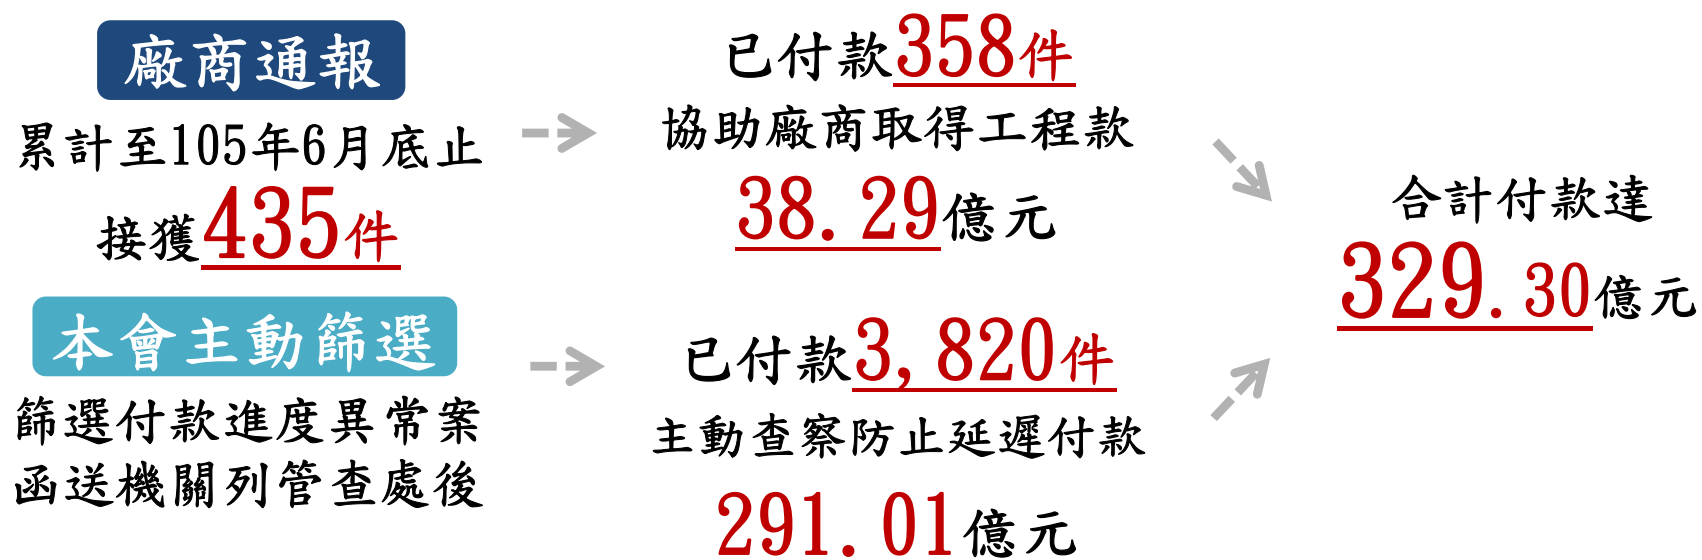 廠商通報
累計至105年6月底止
接獲435件
已付款358件
協助廠商取得工程款
38.29億元
本會主動篩選
篩選付款進度異常案
函送機關列管查處後
已付款3,820件
主動查察防止延遲付款
291.01億元
合計付款達
329.30億元